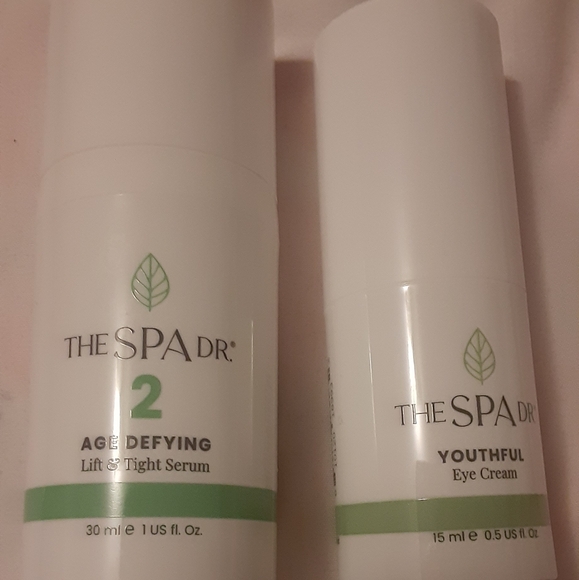 THE SPA DR.®
2
AGE DEFYING
Lift & Tight Serum
30 ml e 1 US fl. Oz.
THE SPA DR
YOUTHFUL
Eye Cream
15 ml e 0.5 US fl. Oz